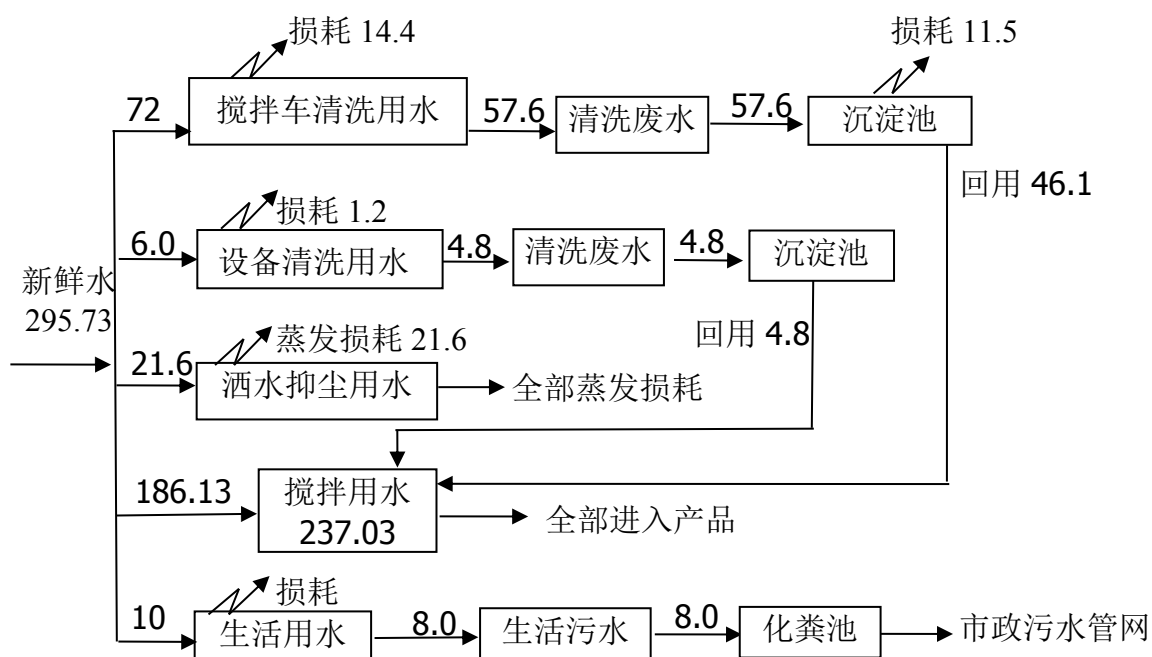 损耗 14.4
损耗 11.5
72
搅拌车清洗用水
57.6
清洗废水
57.6
沉淀池
回用 46.1
损耗 1.2
6.0
设备清洗用水
4.8
清洗废水
4.8
沉淀池
新鲜水
295.73
回用 4.8
蒸发损耗 21.6
21.6
洒水抑尘用水
全部蒸发损耗
186.13
搅拌用水
237.03
全部进入产品
损耗
10
生活用水
8.0
生活污水
8.0
化粪池
市政污水管网